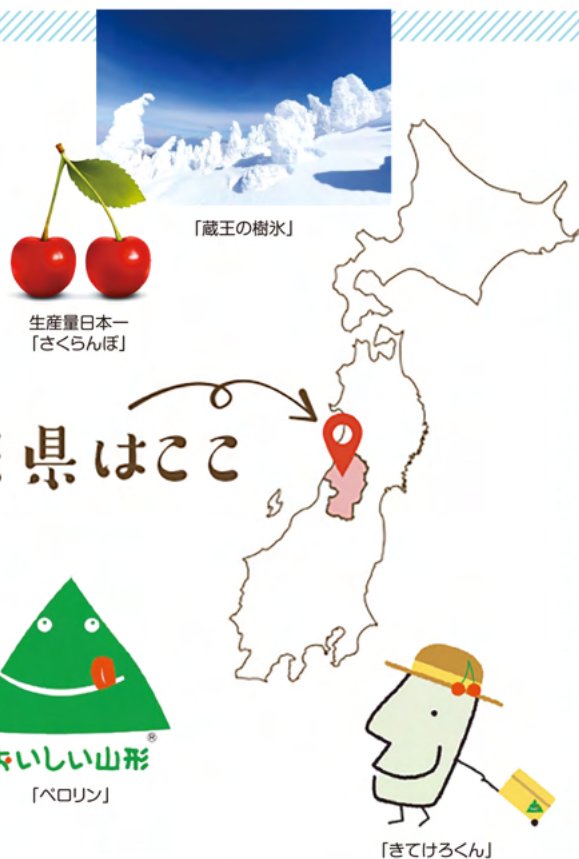 「蔵王の樹氷」
生産量日本一
「さくらんぼ」
県はここ
®
いしい山形
「ペロリン」
「きてけろくん」